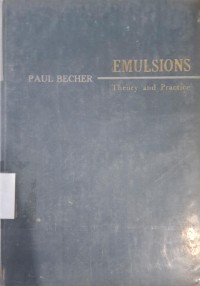 EMULSIONS
PAUL BECHER
Theory and Practice